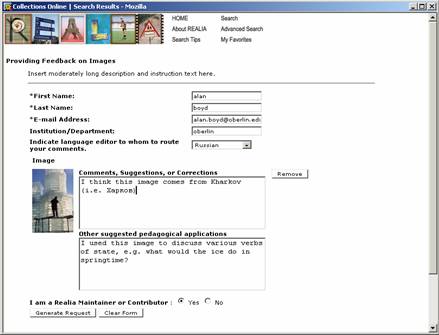 Collections Online | Search Results - Mozilla
REALIA
HOME Search
About REALIA Advanced Search
Search Tips My Favorites
Providing Feedback on Images
Insert moderately long description and instruction text here.
*First Name: alan
*Last Name: boyd
*E-mail Address: alan.boyd@oberlin.edu
Institution/Department: oberlin
Indicate language editor to whom to route Russian
your comments.
Image
Comments, Suggestions, or Corrections
I think this image comes from Kharkov Remove
(i.e. Харков)
Other suggested pedagogical applications
I used this image to discuss various verbs
of state, e.g. what would the ice do in
springtime?
I am a Realia Maintainer or Contributor : Yes No
Generate Request Clear Form